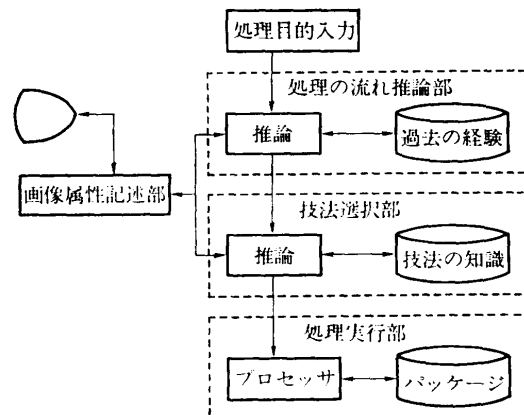 処理目的入力
処理の流れ推論部
推論
過去の経験
画像属性記述部
技法選択部
推論
技法の知識
処理実行部
プロセッサ
パッケージ